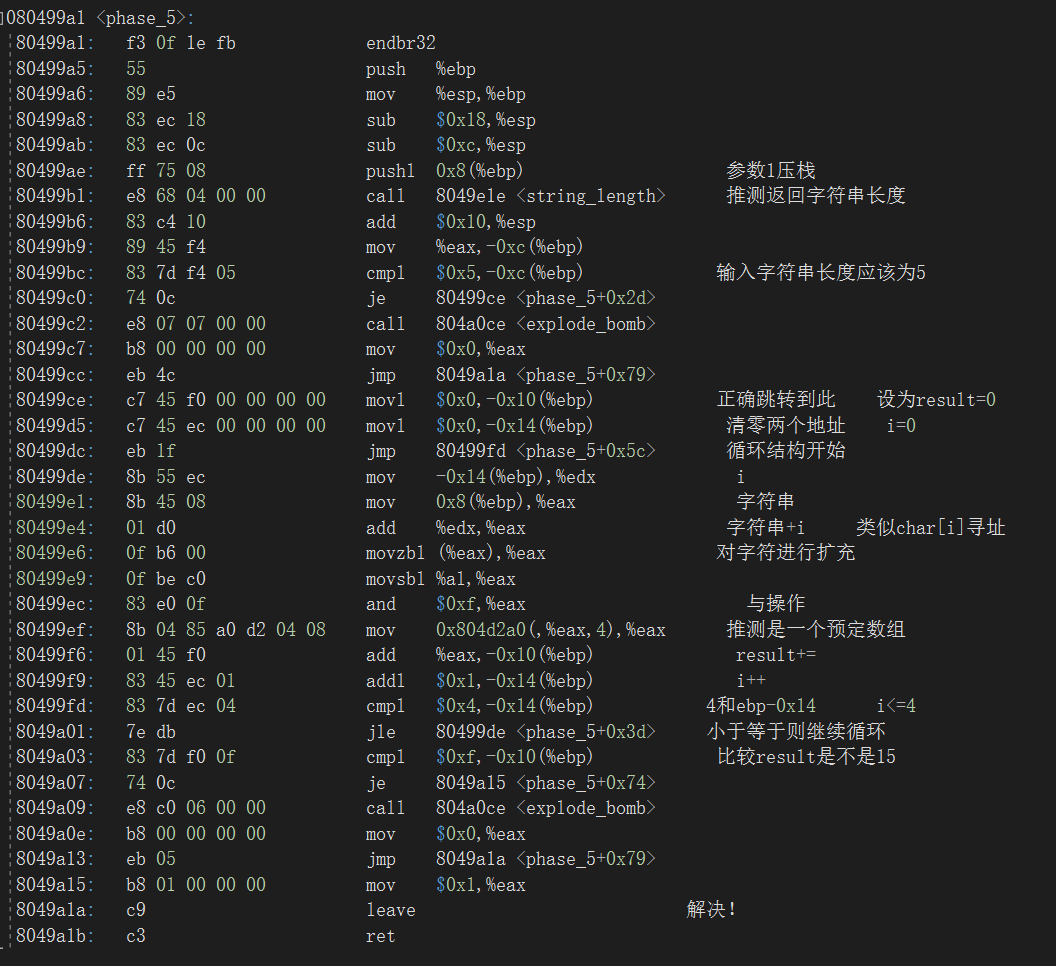 080499a1 <phase_5>:
80499a1: f3 0f 1e fb endbr32
80499a5: 55 push %ebp
80499a6: 89 e5 mov %esp,%ebp
80499a8: 83 ec 18 sub $0x18,%esp
80499ab: 83 ec 0c sub $0xc,%esp
80499ae: ff 75 08 pushl 0x8(%ebp) 参数1压栈
80499b1: e8 68 04 00 00 call 8049e1e <string_length> 推测返回字符串长度
80499b6: 83 c4 10 add $0x10,%esp
80499b9: 89 45 f4 mov %eax,-0xc(%ebp)
80499bc: 83 7d f4 05 cmpl $0x5,-0xc(%ebp) 输入字符串长度应该为5
80499c0: 74 0c je 80499ce <phase_5+0x2d>
80499c2: e8 07 07 00 00 call 804a0ce <explode_bomb>
80499c7: b8 00 00 00 00 mov $0x0,%eax
80499cc: eb 4c jmp 8049a1a <phase_5+0x79>
80499ce: c7 45 f0 00 00 00 00 movl $0x0,-0x10(%ebp) 正确跳转到此 设为result=0
80499d5: c7 45 ec 00 00 00 00 movl $0x0,-0x14(%ebp) 清零两个地址 i=0
80499dc: eb 1f jmp 80499fd <phase_5+0x5c> 循环结构开始
80499de: 8b 55 ec mov -0x14(%ebp),%edx i
80499e1: 8b 45 08 mov 0x8(%ebp),%eax 字符串
80499e4: 01 d0 add %edx,%eax 字符串+i 类似char[i]寻址
80499e6: 0f b6 00 movzbl (%eax),%eax 对字符进行扩充
80499e9: 0f be c0 movsbl %al,%eax
80499ec: 83 e0 0f and $0xf,%eax 与操作
80499ef: 8b 04 85 a0 d2 04 08 mov 0x804d2a0(,%eax,4),%eax 推测是一个预定数组
80499f6: 01 45 f0 add %eax,-0x10(%ebp) result+=
80499f9: 83 45 ec 01 addl $0x1,-0x14(%ebp) i++
80499fd: 83 7d ec 04 cmpl $0x4,-0x14(%ebp) 4和ebp-0x14 i<=4
8049a01: 7e db jle 80499de <phase_5+0x3d> 小于等于则继续循环
8049a03: 83 7d f0 0f cmpl $0xf,-0x10(%ebp) 比较result是不是15
8049a07: 74 0c je 8049a15 <phase_5+0x74>
8049a09: e8 c0 06 00 00 call 804a0ce <explode_bomb>
8049a0e: b8 00 00 00 00 mov $0x0,%eax
8049a13: eb 05 jmp 8049a1a <phase_5+0x79>
8049a15: b8 01 00 00 00 mov $0x1,%eax
8049a1a: c9 leave 解决！
8049a1b: c3 ret